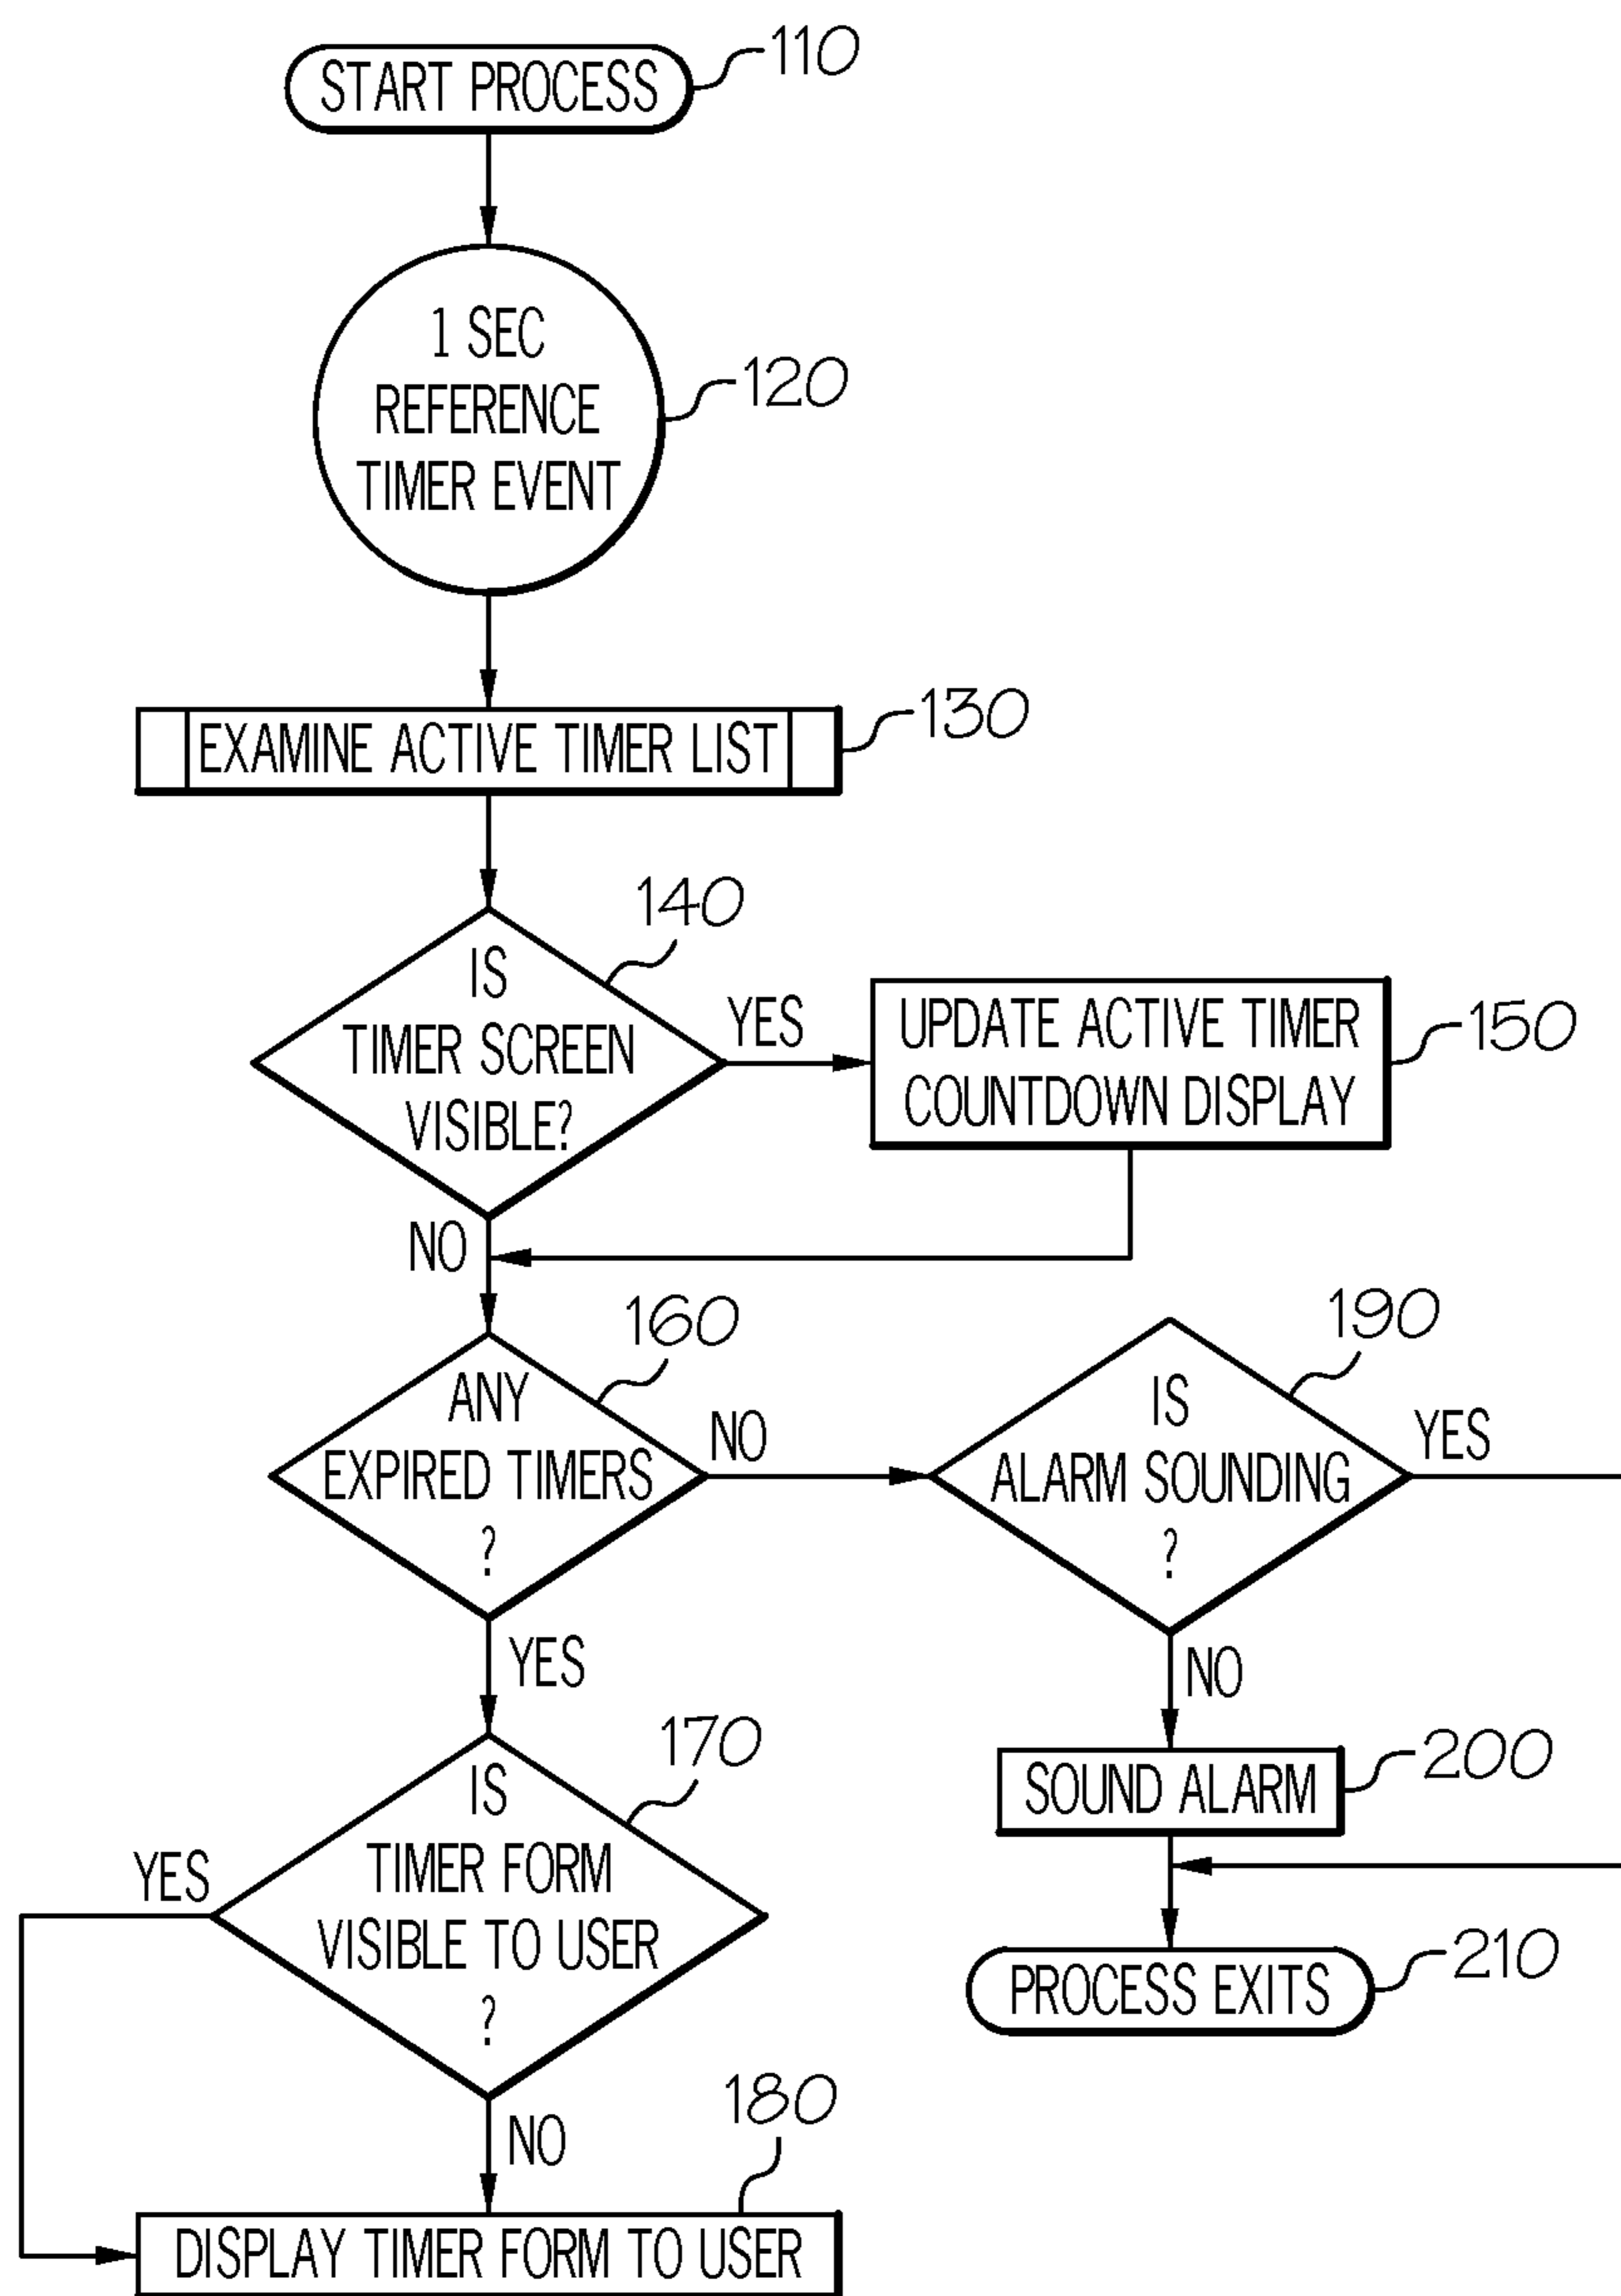 START PROCESS
110
1 SEC
REFERENCE
TIMER EVENT
120
EXAMINE ACTIVE TIMER LIST
130
140
IS
TIMER SCREEN
VISIBLE?
YES
UPDATE ACTIVE TIMER
COUNTDOWN DISPLAY
150
NO
160
ANY
EXPIRED TIMERS
?
NO
190
IS
ALARM SOUNDING
?
YES
YES
NO
170
IS
TIMER FORM
VISIBLE TO USER
?
YES
SOUND ALARM
200
PROCESS EXITS
210
NO
180
DISPLAY TIMER FORM TO USER